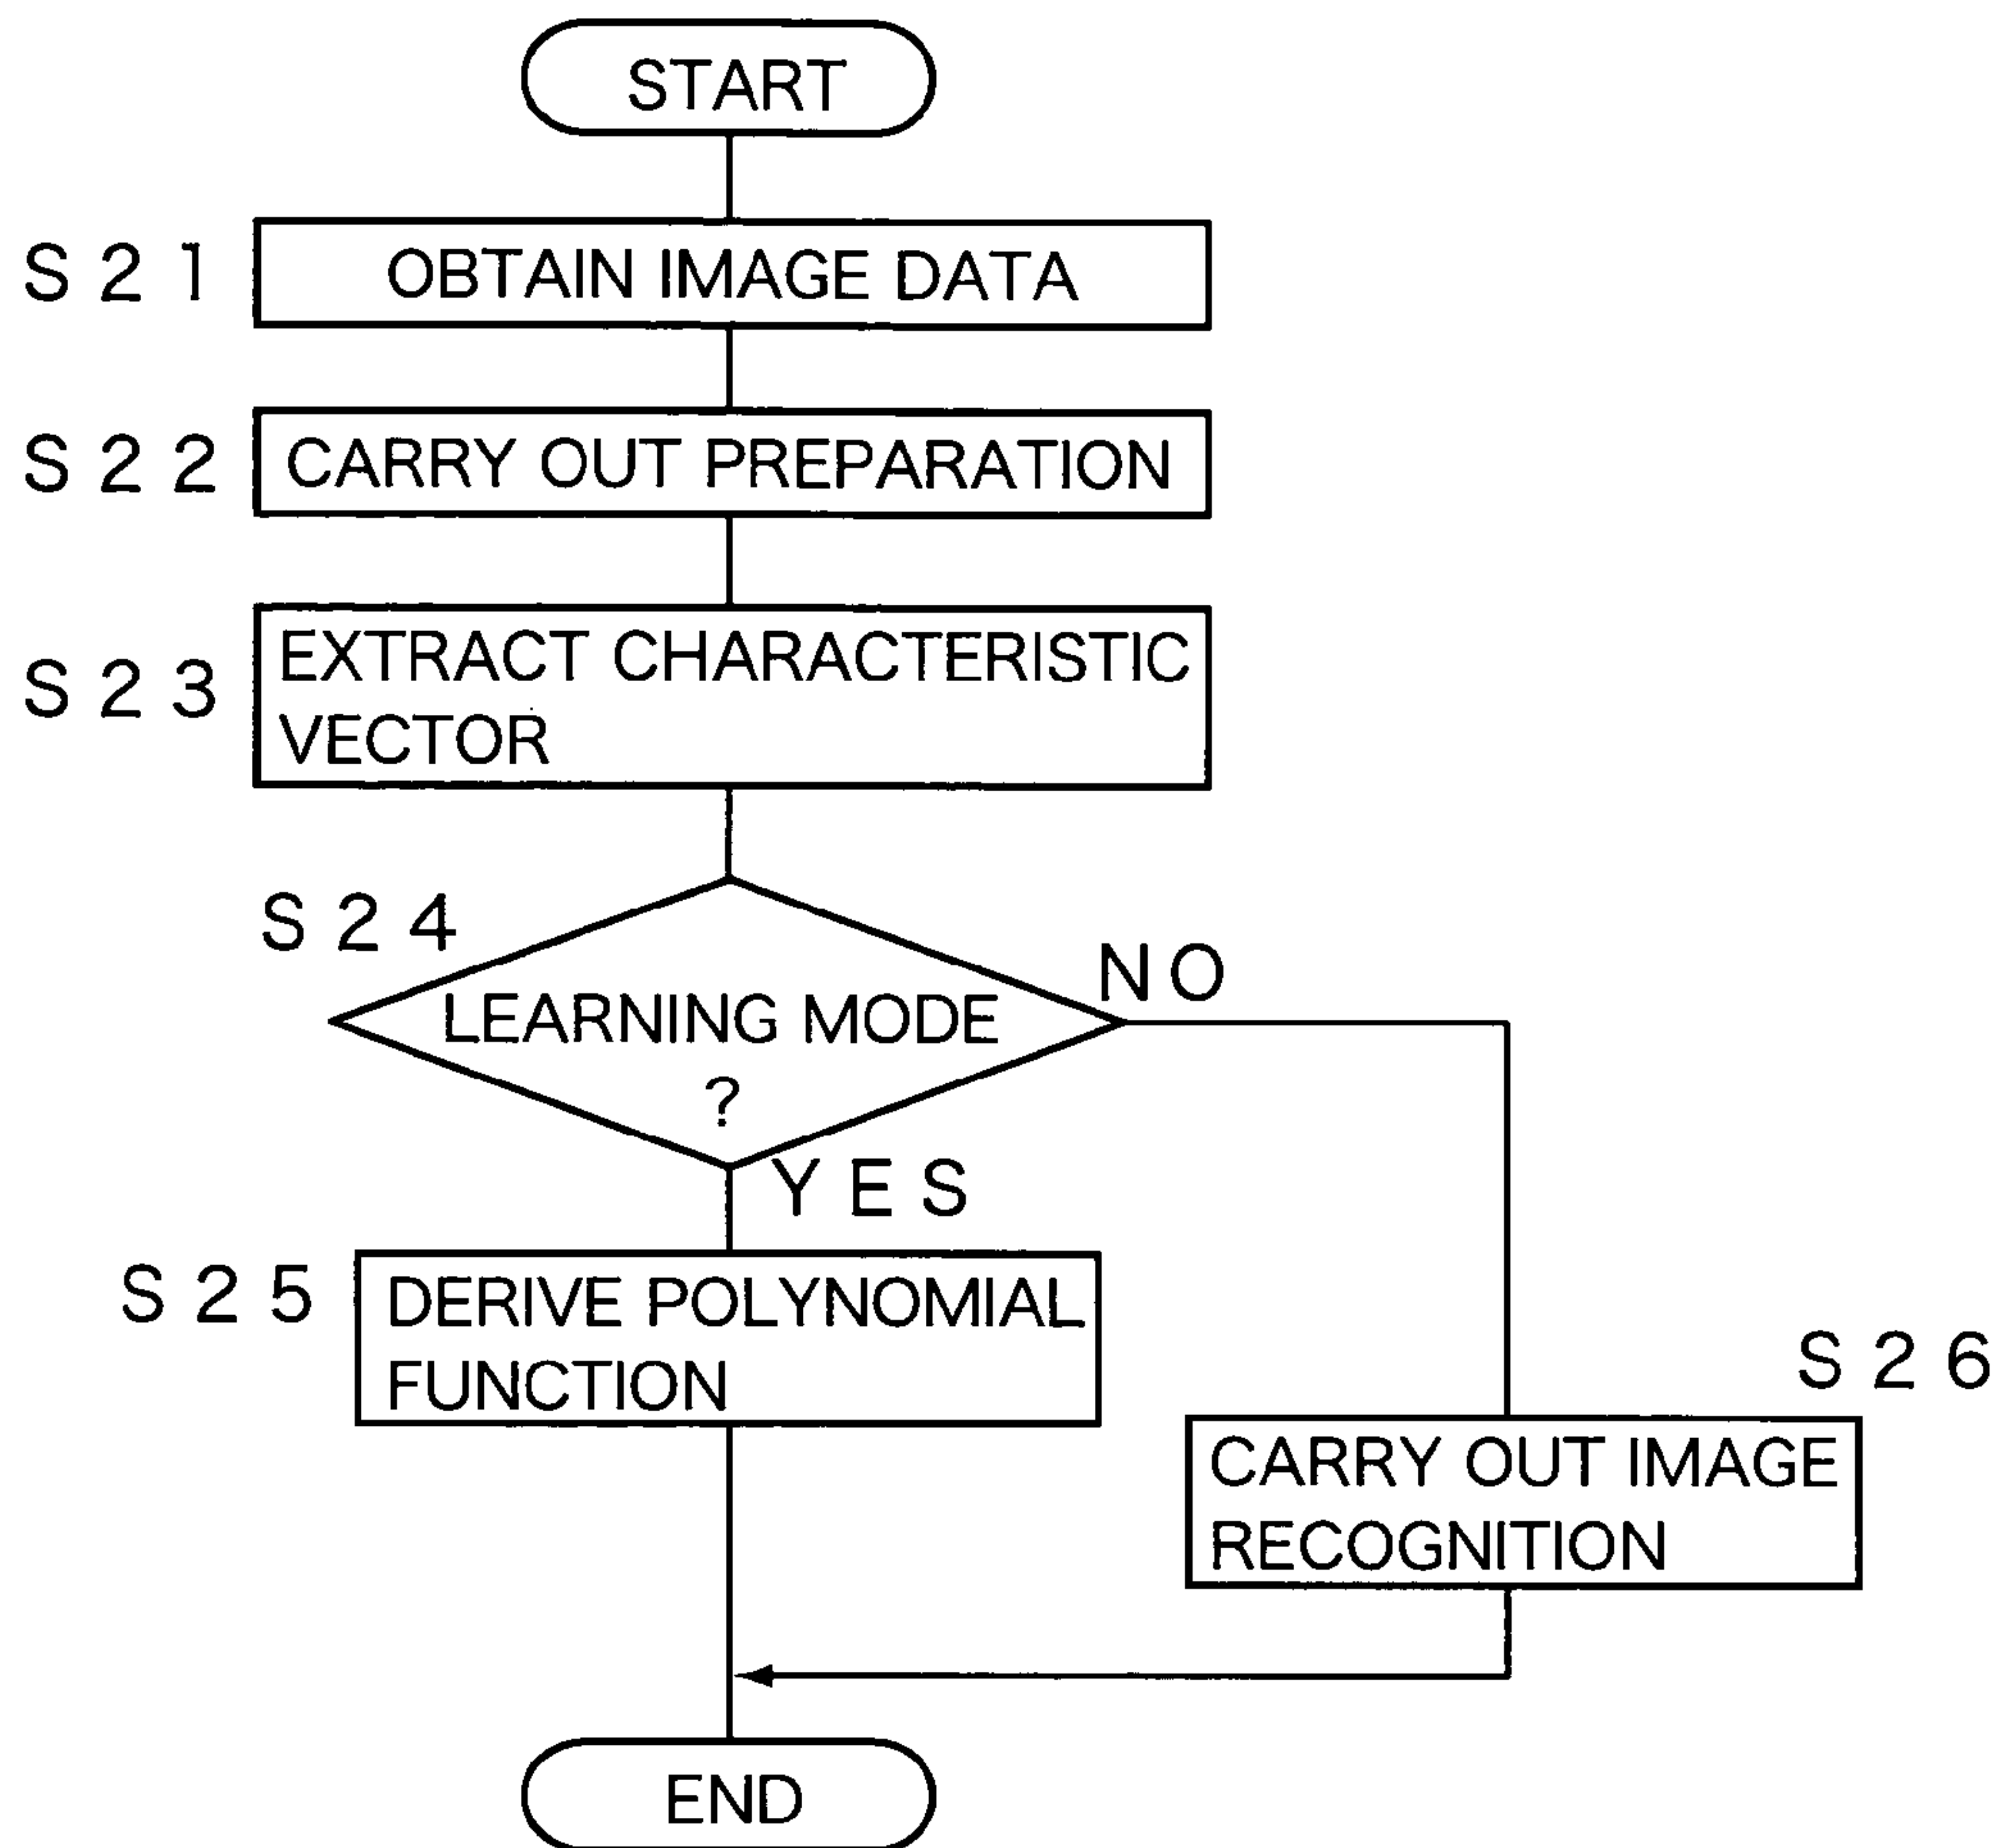 START
S21
OBTAIN IMAGE DATA
S22
CARRY OUT PREPARATION
S23
EXTRACT CHARACTERISTIC
VECTOR
S24
LEARNING MODE
?
NO
YES
S25
DERIVE POLYNOMIAL
FUNCTION
S26
CARRY OUT IMAGE
RECOGNITION
END